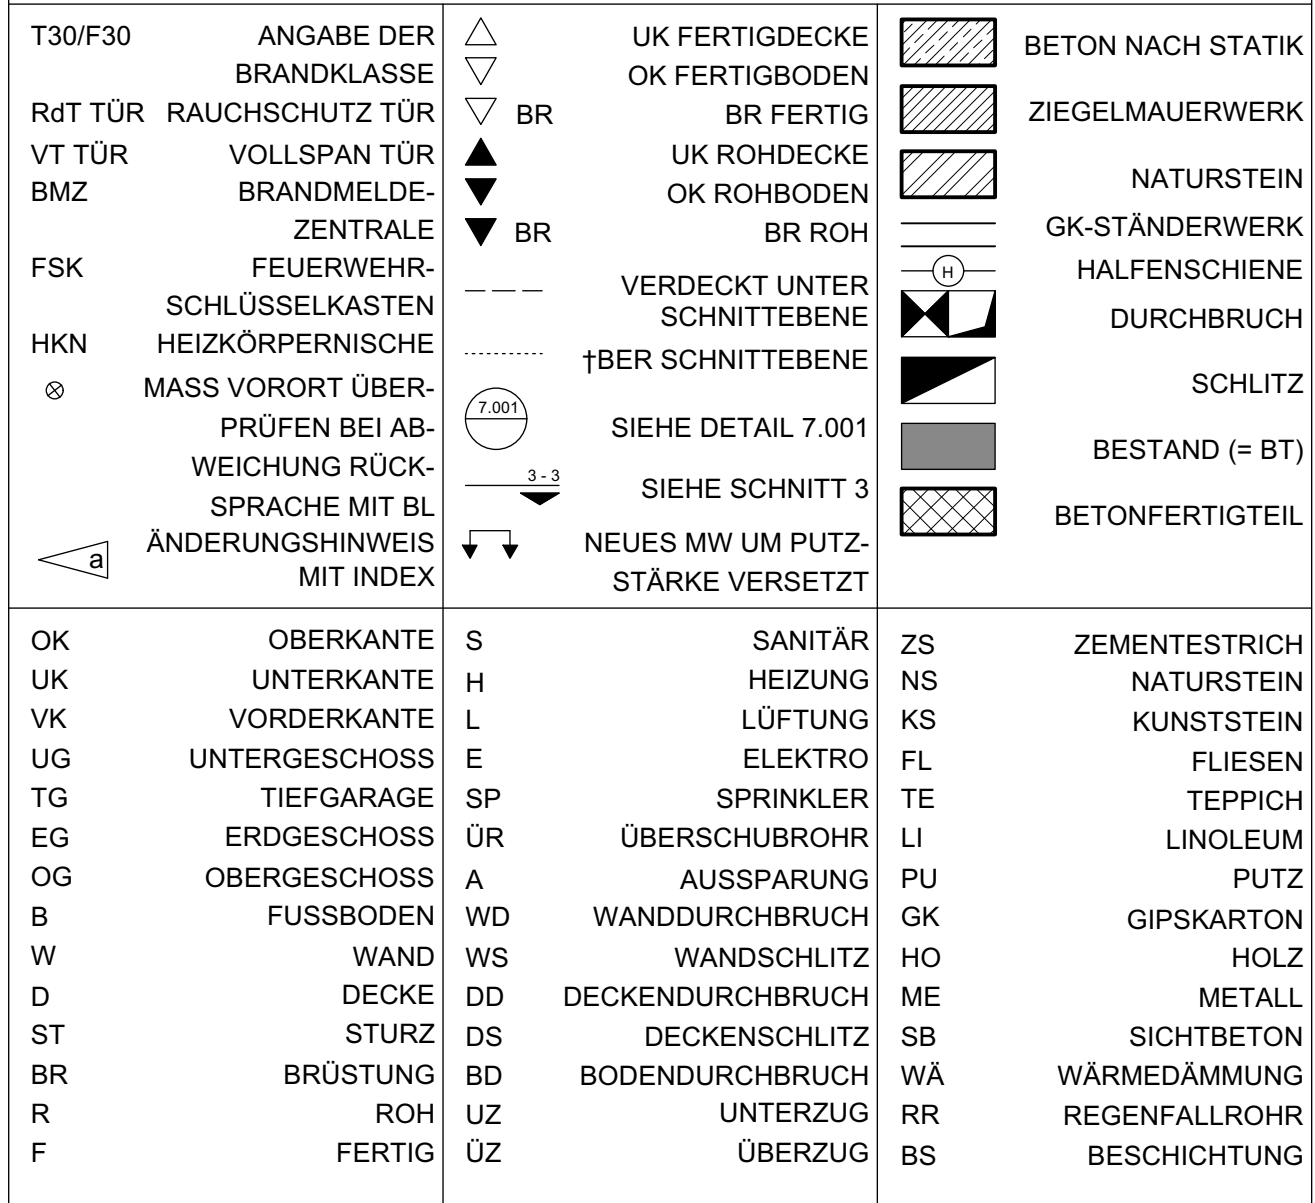 T30/F30 ANGABE DER
BRANDKLASSE
RdT TÜR RAUCHSCHUTZ TÜR
VT TÜR VOLLSPAN TÜR
BMZ BRANDMELDE-
ZENTRALE
FSK FEUERWEHR-
SCHLÜSSELKASTEN
HKN HEIZKÖRPERNISCHE
MASS VORORT ÜBER-
PRÜFEN BEI AB-
WEICHUNG RÜCK-
SPRACHE MIT BL
a ÄNDERUNGSHINWEIS
MIT INDEX
UK FERTIGDECKE
OK FERTIGBODEN
BR BR FERTIG
UK ROHDECKE
OK ROHBODEN
BR BR ROH
VERDECKT UNTER
SCHNITTEBENE
†BER SCHNITTEBENE
7.001 SIEHE DETAIL 7.001
3 - 3 SIEHE SCHNITT 3
NEUES MW UM PUTZ-
STÄRKE VERSETZT
BETON NACH STATIK
ZIEGELMAUERWERK
NATURSTEIN
GK-STÄNDERWERK
H HALFENSCHIENE
DURCHBRUCH
SCHLITZ
BESTAND (= BT)
BETONFERTIGTEIL
OK OBERKANTE
UK UNTERKANTE
VK VORDERKANTE
UG UNTERGESCHOSS
TG TIEFGARAGE
EG ERDGESCHOSS
OG OBERGESCHOSS
B FUSSBODEN
W WAND
D DECKE
ST STURZ
BR BRÜSTUNG
R ROH
F FERTIG
S SANITÄR
H HEIZUNG
L LÜFTUNG
E ELEKTRO
SP SPRINKLER
ÜR ÜBERSCHUBROHR
A AUSSPARUNG
WD WANDDURCHBRUCH
WS WANDSCHLITZ
DD DECKENDURCHBRUCH
DS DECKENSCHLITZ
BD BODENDURCHBRUCH
UZ UNTERZUG
ÜZ ÜBERZUG
ZS ZEMENTESTRICH
NS NATURSTEIN
KS KUNSTSTEIN
FL FLIESEN
TE TEPPICH
LI LINOLEUM
PU PUTZ
GK GIPSKARTON
HO HOLZ
ME METALL
SB SICHTBETON
WÄ WÄRMEDÄMMUNG
RR REGENFALLROHR
BS BESCHICHTUNG